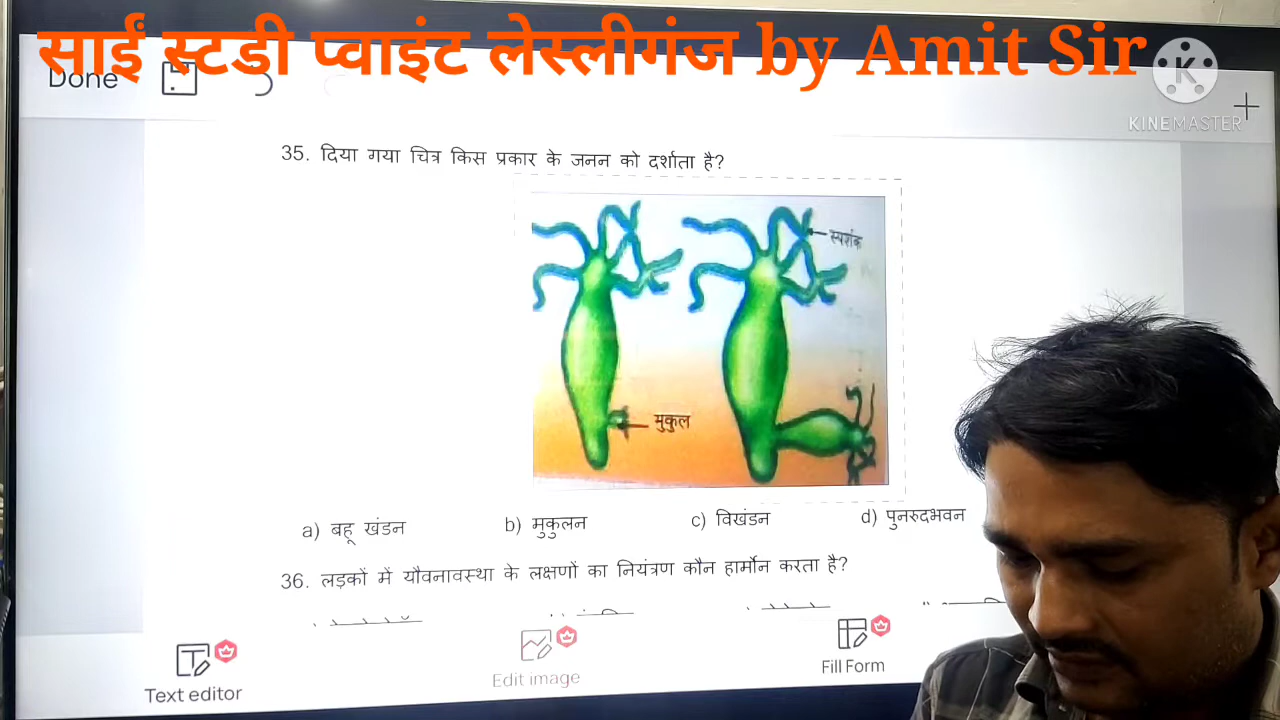 साईं स्टडी प्वाइंट लेस्लीगंज by Amit Sir
Done
KINEMASTER
35. दिया गया चित्र किस प्रकार के जनन को दर्शाता है?
स्पर्शक
मुकुल
a) बहू खंडन b) मुकुलन c) विखंडन d) पुनरुदभवन
36. लड़कों में यौवनावस्था के लक्षणों का नियंत्रण कौन हार्मोन करता है?
Text editor Edit image Fill Form